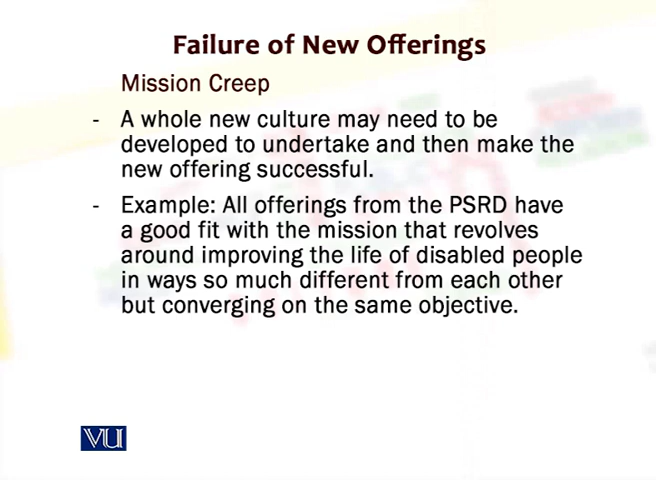 Failure of New Offerings
Mission Creep
- A whole new culture may need to be
developed to undertake and then make the
new offering successful.
- Example: All offerings from the PSRD have
a good fit with the mission that revolves
around improving the life of disabled people
in ways so much different from each other
but converging on the same objective.
VU